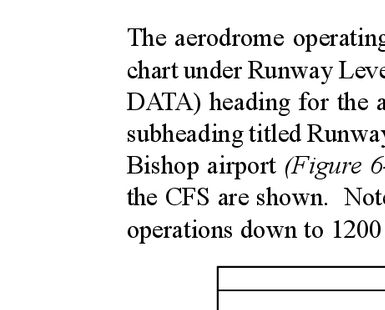 The aerodrome operating
chart under Runway Leve
DATA) heading for the a
subheading titled Runway
Bishop airport (Figure 6-
the CFS are shown. Note
operations down to 1200